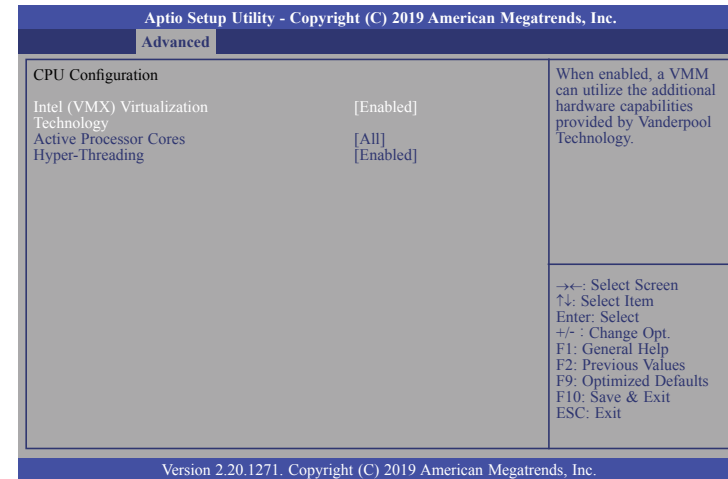 Aptio Setup Utility - Copyright (C) 2019 American Megatrends, Inc.
Advanced
CPU Configuration
Intel (VMX) Virtualization [Enabled]
Technology
Active Processor Cores [All]
Hyper-Threading [Enabled]
When enabled, a VMM
can utilize the additional
hardware capabilities
provided by Vanderpool
Technology.
→←: Select Screen
↑↓: Select Item
Enter: Select
+/- : Change Opt.
F1: General Help
F2: Previous Values
F9: Optimized Defaults
F10: Save & Exit
ESC: Exit
Version 2.20.1271. Copyright (C) 2019 American Megatrends, Inc.